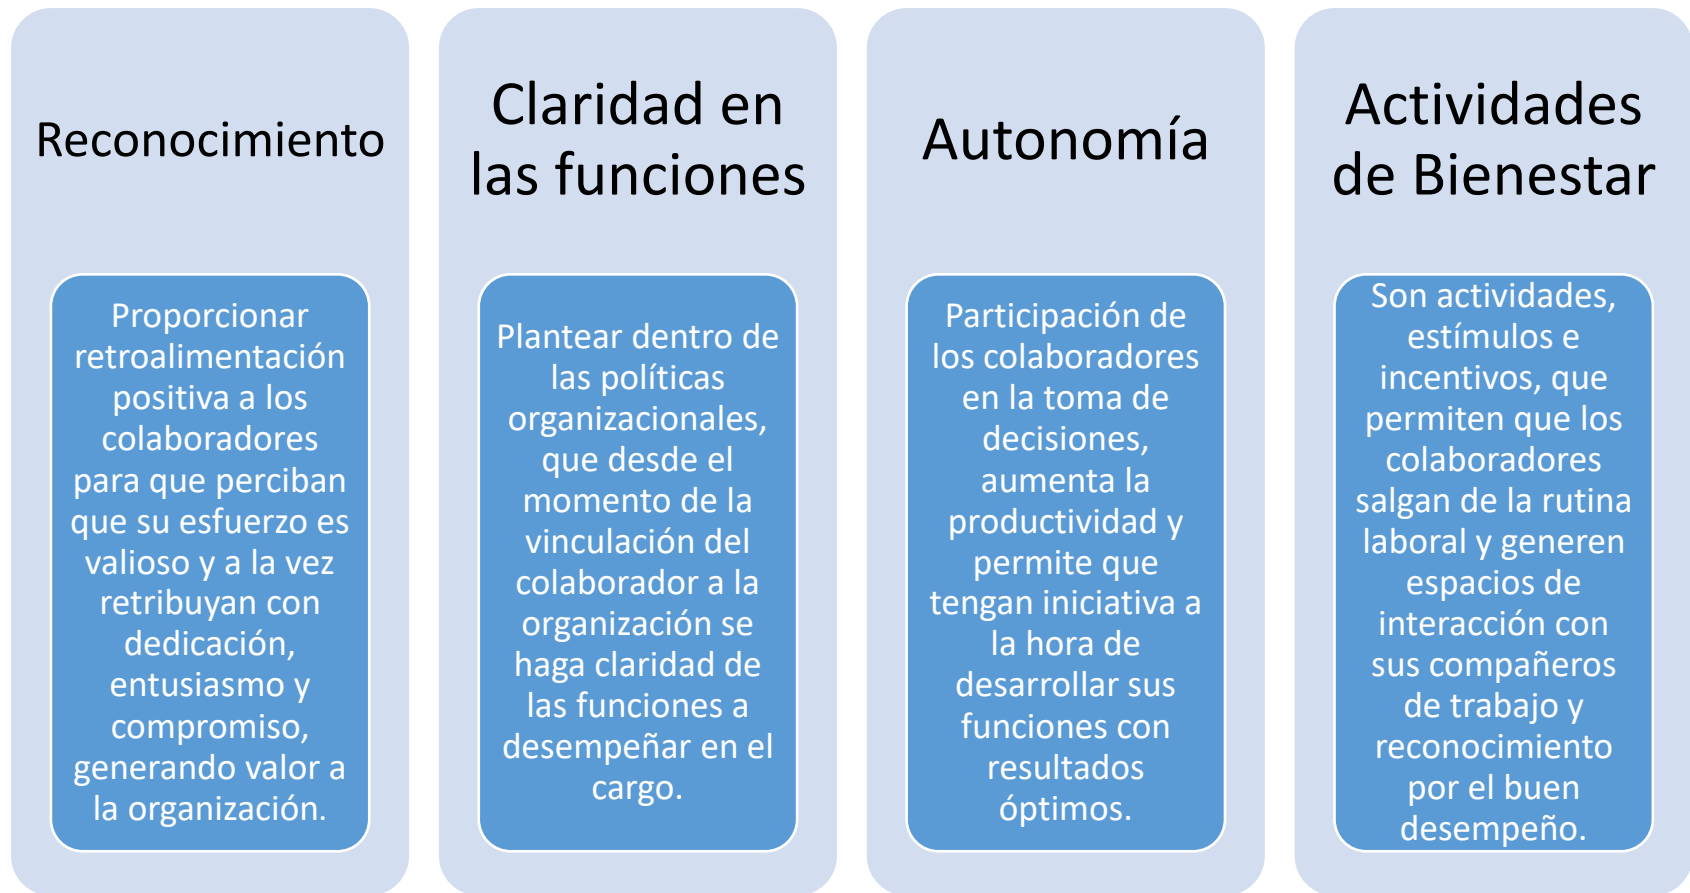 Reconocimiento
Proporcionar
retroalimentación
positiva a los
colaboradores
para que perciban
que su esfuerzo es
valioso y a la vez
retribuyan con
dedicación,
entusiasmo y
compromiso,
generando valor a
la organización.
Claridad en
las funciones
Plantear dentro de
las políticas
organizacionales,
que desde el
momento de la
vinculación del
colaborador a la
organización se
haga claridad de
las funciones a
desempeñar en el
cargo.
Autonomía
Participación de
los colaboradores
en la toma de
decisiones,
aumenta la
productividad y
permite que
tengan iniciativa a
la hora de
desarrollar sus
funciones con
resultados
óptimos.
Actividades
de Bienestar
Son actividades,
estímulos e
incentivos, que
permiten que los
colaboradores
salgan de la rutina
laboral y generen
espacios de
interacción con
sus compañeros
de trabajo y
reconocimiento
por el buen
desempeño.